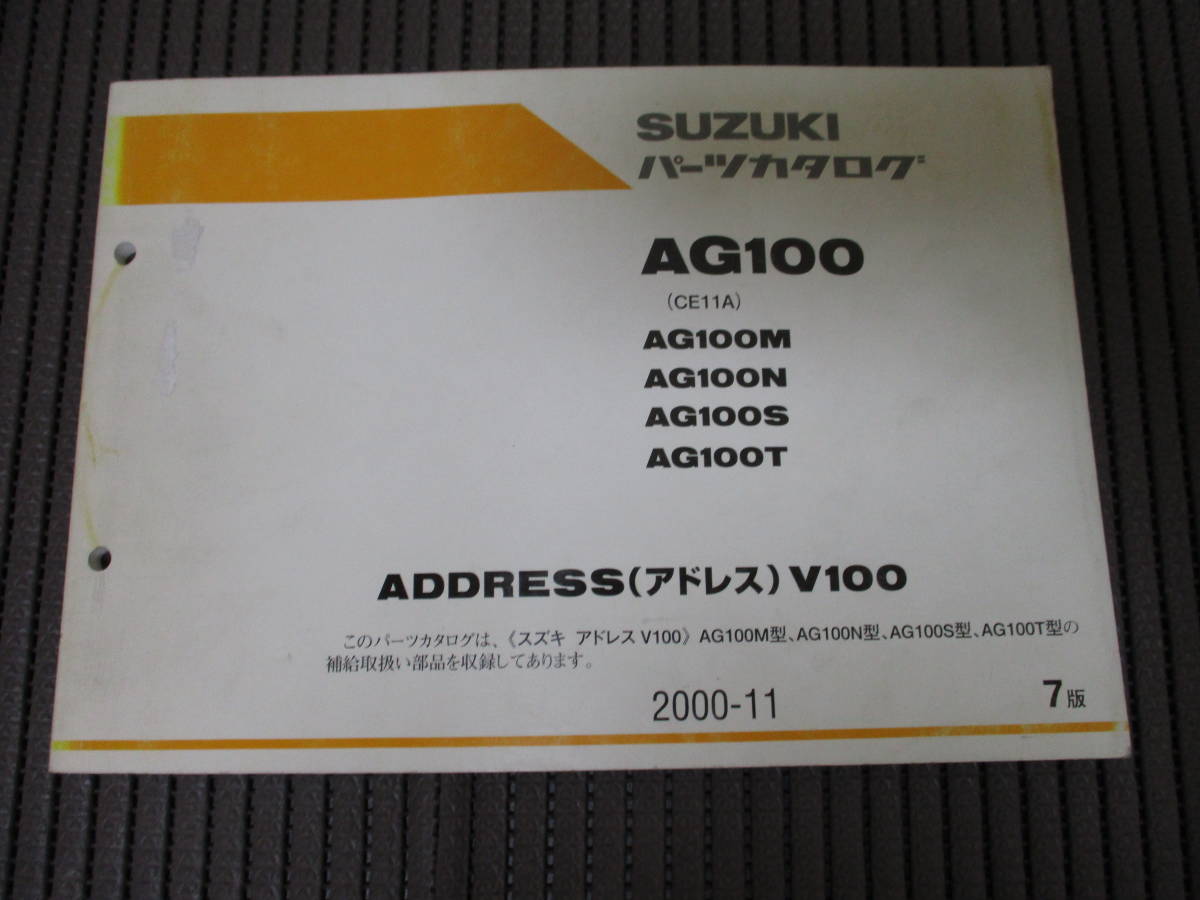 SUZUKI
パーツカタログ
AG100
(CE11A)
AG100M
AG100N
AG100S
AG100T
ADDRESS(アドレス)V100
このパーツカタログは、《スズキ アドレス V100》AG100M型、AG100N型、AG100S型、AG100T型の
補給取扱い部品を収録してあります。
2000-11
7版